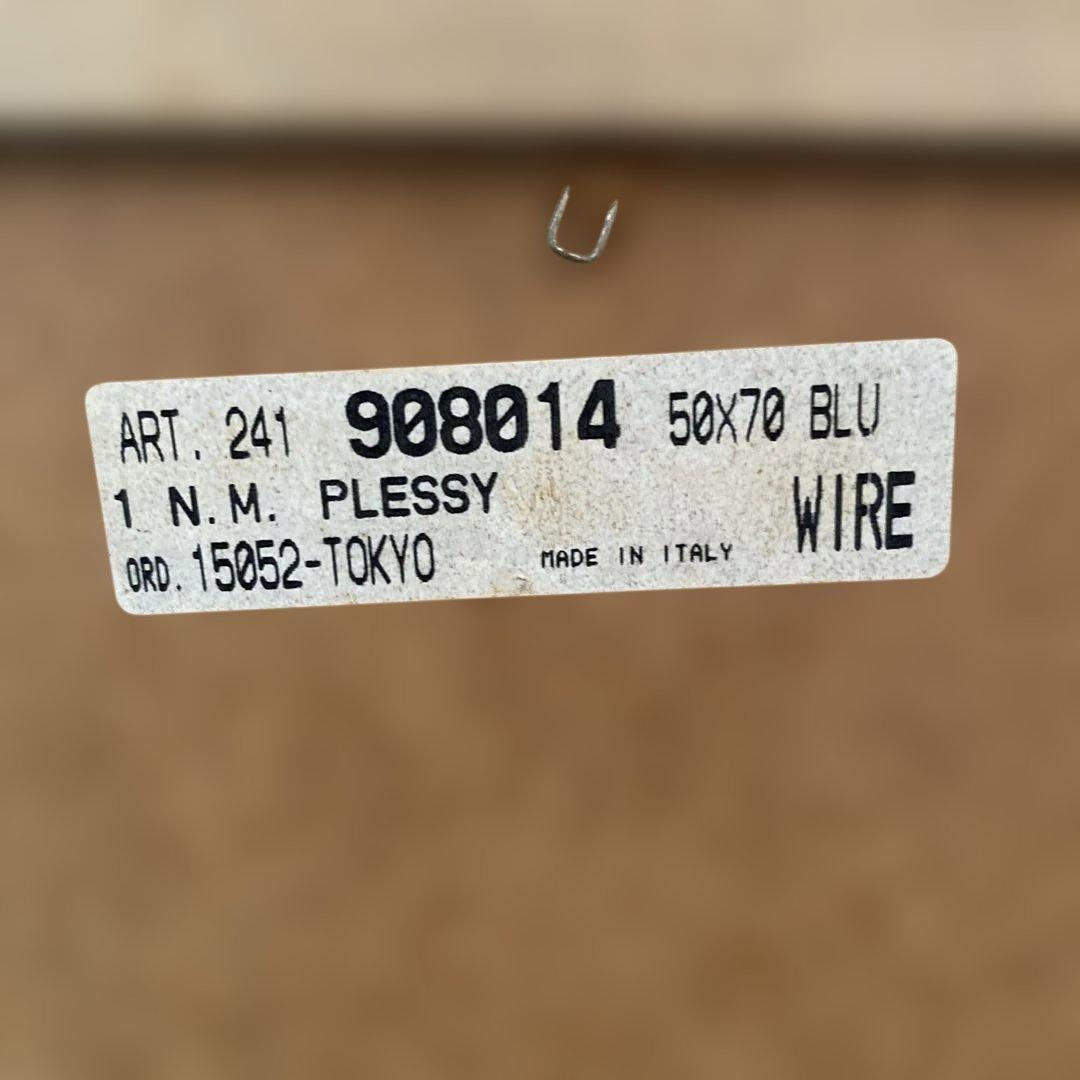 ART. 241 908014 50X70 BLU
1 N.M. PLESSY WIRE
ORD. 15052-TOKYO MADE IN ITALY